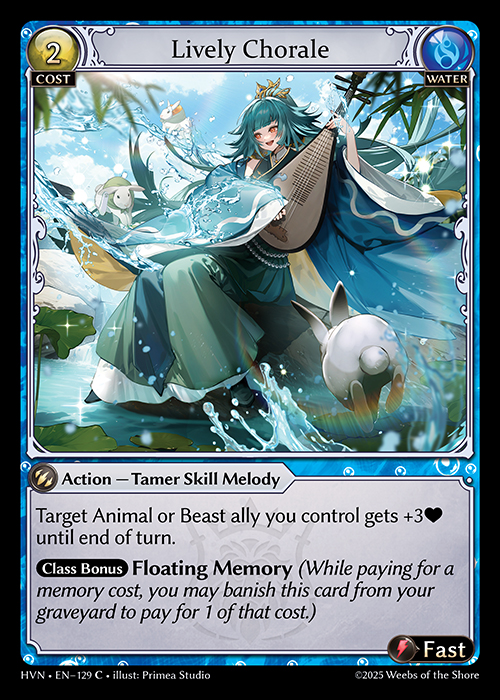 2
Lively Chorale
COST
WATER
Action — Tamer Skill Melody
Target Animal or Beast ally you control gets +3♥
until end of turn.
Class Bonus Floating Memory (While paying for a
memory cost, you may banish this card from your
graveyard to pay for 1 of that cost.)
Fast
HVN • EN-129 C • illust: Primea Studio
©2025 Weebs of the Shore